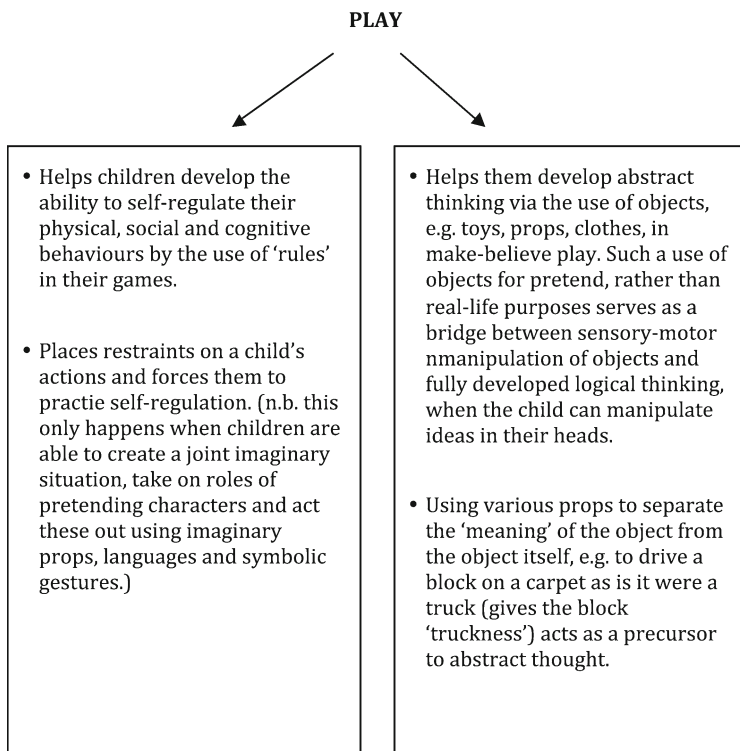 PLAY
• Helps children develop the
ability to self-regulate their
physical, social and cognitive
behaviours by the use of ‘rules’
in their games.
• Places restraints on a child’s
actions and forces them to
practie self-regulation. (n.b. this
only happens when children are
able to create a joint imaginary
situation, take on roles of
pretending characters and act
these out using imaginary
props, languages and symbolic
gestures.)
• Helps them develop abstract
thinking via the use of objects,
e.g. toys, props, clothes, in
make-believe play. Such a use of
objects for pretend, rather than
real-life purposes serves as a
bridge between sensory-motor
nmanipulation of objects and
fully developed logical thinking,
when the child can manipulate
ideas in their heads.
• Using various props to separate
the ‘meaning’ of the object from
the object itself, e.g. to drive a
block on a carpet as is it were a
truck (gives the block
‘truckness’) acts as a precursor
to abstract thought.